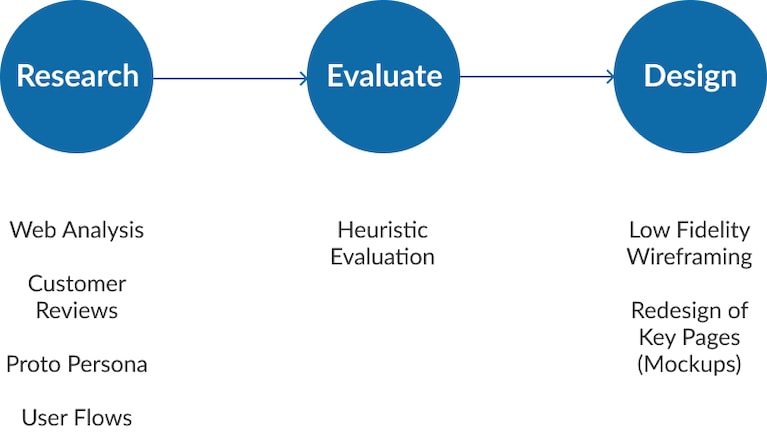 Research
Evaluate
Design
Web Analysis
Customer
Reviews
Proto Persona
User Flows
Heuristic
Evaluation
Low Fidelity
Wireframing
Redesign of
Key Pages
(Mockups)